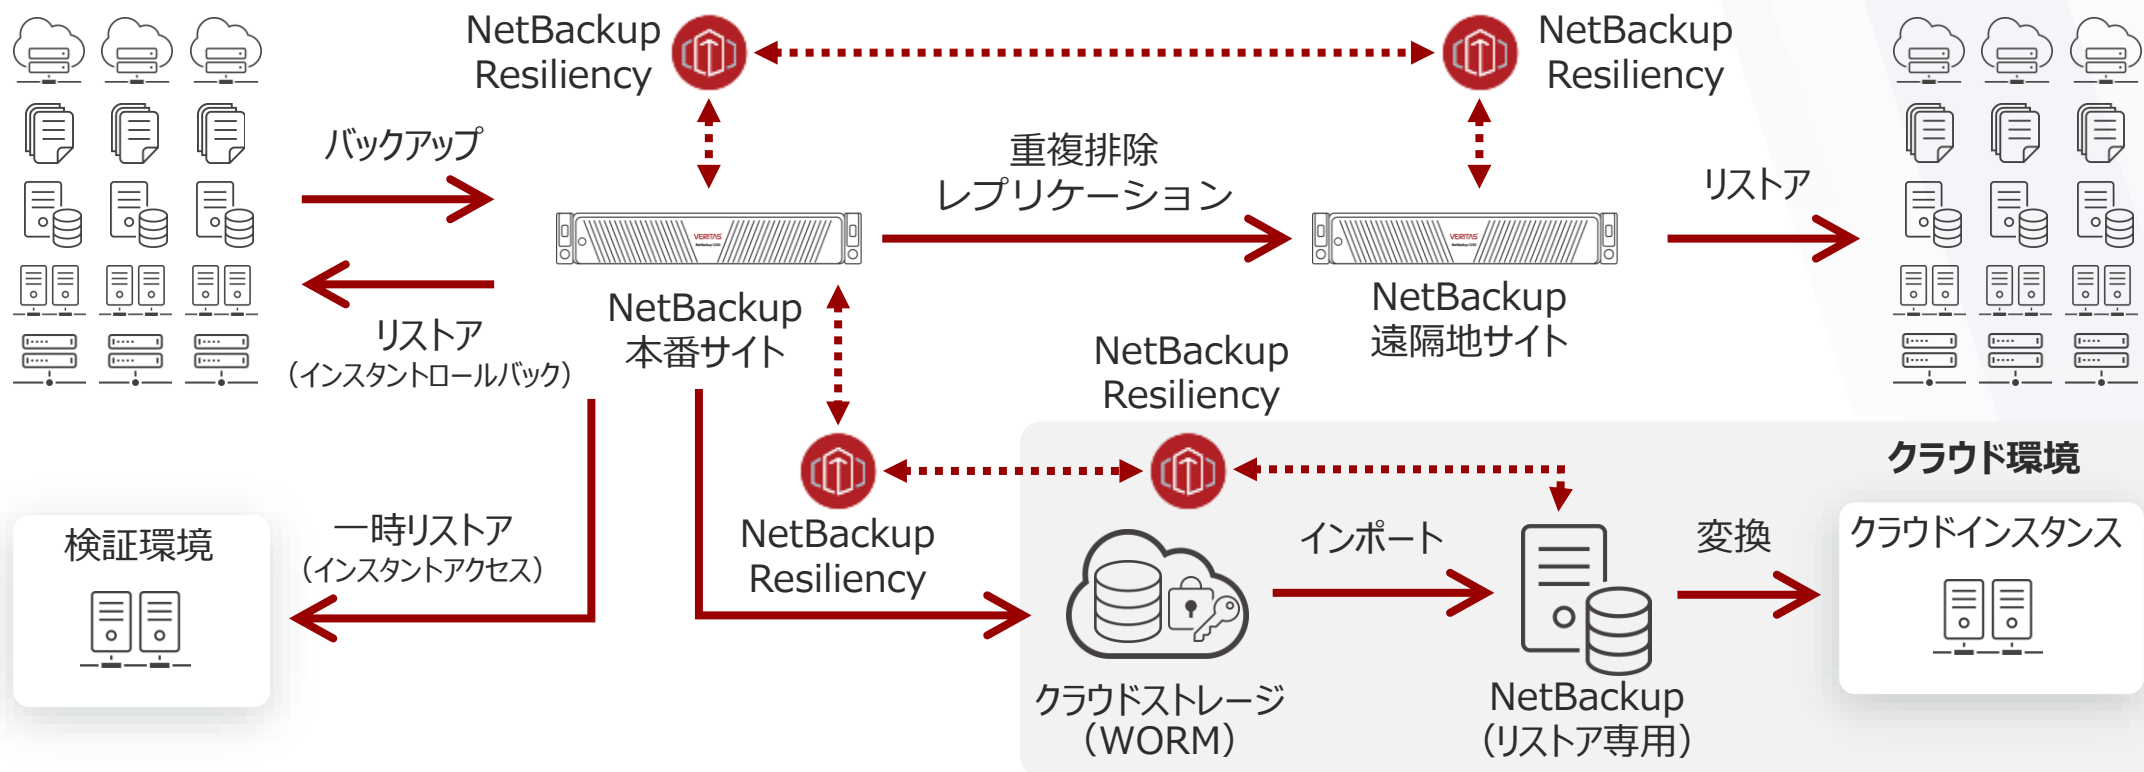 NetBackup
Resiliency
NetBackup
Resiliency
バックアップ
重複排除
レプリケーション
リストア
VERITAS
VERITAS
リストア
（インスタントロールバック）
NetBackup
本番サイト
NetBackup
遠隔地サイト
NetBackup
Resiliency
クラウド環境
検証環境
一時リストア
（インスタントアクセス）
NetBackup
Resiliency
インポート
変換
クラウドインスタンス
クラウドストレージ
（WORM）
NetBackup
（リストア専用）